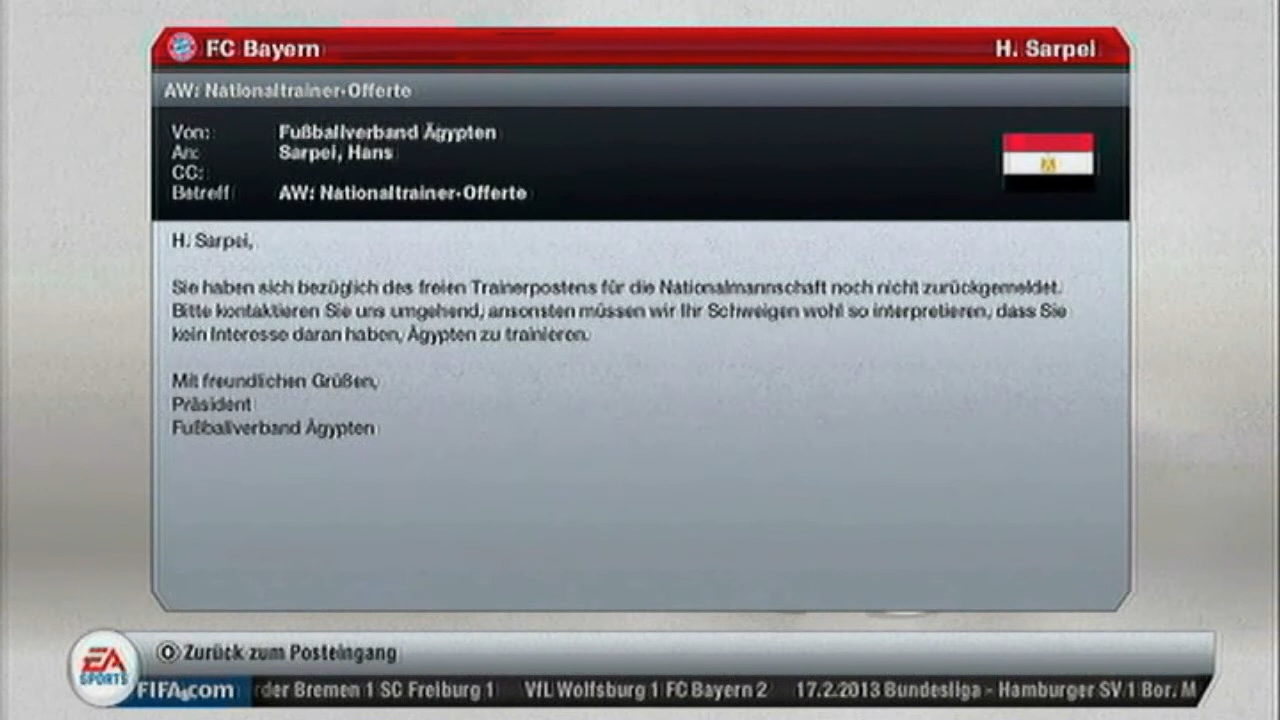 FC Bayern
H. Sarpei
AW: Nationaltrainer-Offerte
Von: Fußballverband Ägypten
An: Sarpei, Hans
CC:
Betreff: AW: Nationaltrainer-Offerte
H. Sarpei,
Sie haben sich bezüglich des freien Trainerpostens für die Nationalmannschaft noch nicht zurückgemeldet.
Bitte kontaktieren Sie uns umgehend, ansonsten müssen wir Ihr Schweigen wohl so interpretieren, dass Sie
kein Interesse daran haben, Ägypten zu trainieren.
Mit freundlichen Grüßen,
Präsident
Fußballverband Ägypten
Zurück zum Posteingang
EA
SPORTS
FIFA.com
der Bremen 1 SC Freiburg 1 VfL Wolfsburg 1 FC Bayern 2 17.2.2013 Bundesliga - Hamburger SV 1 Bor. M